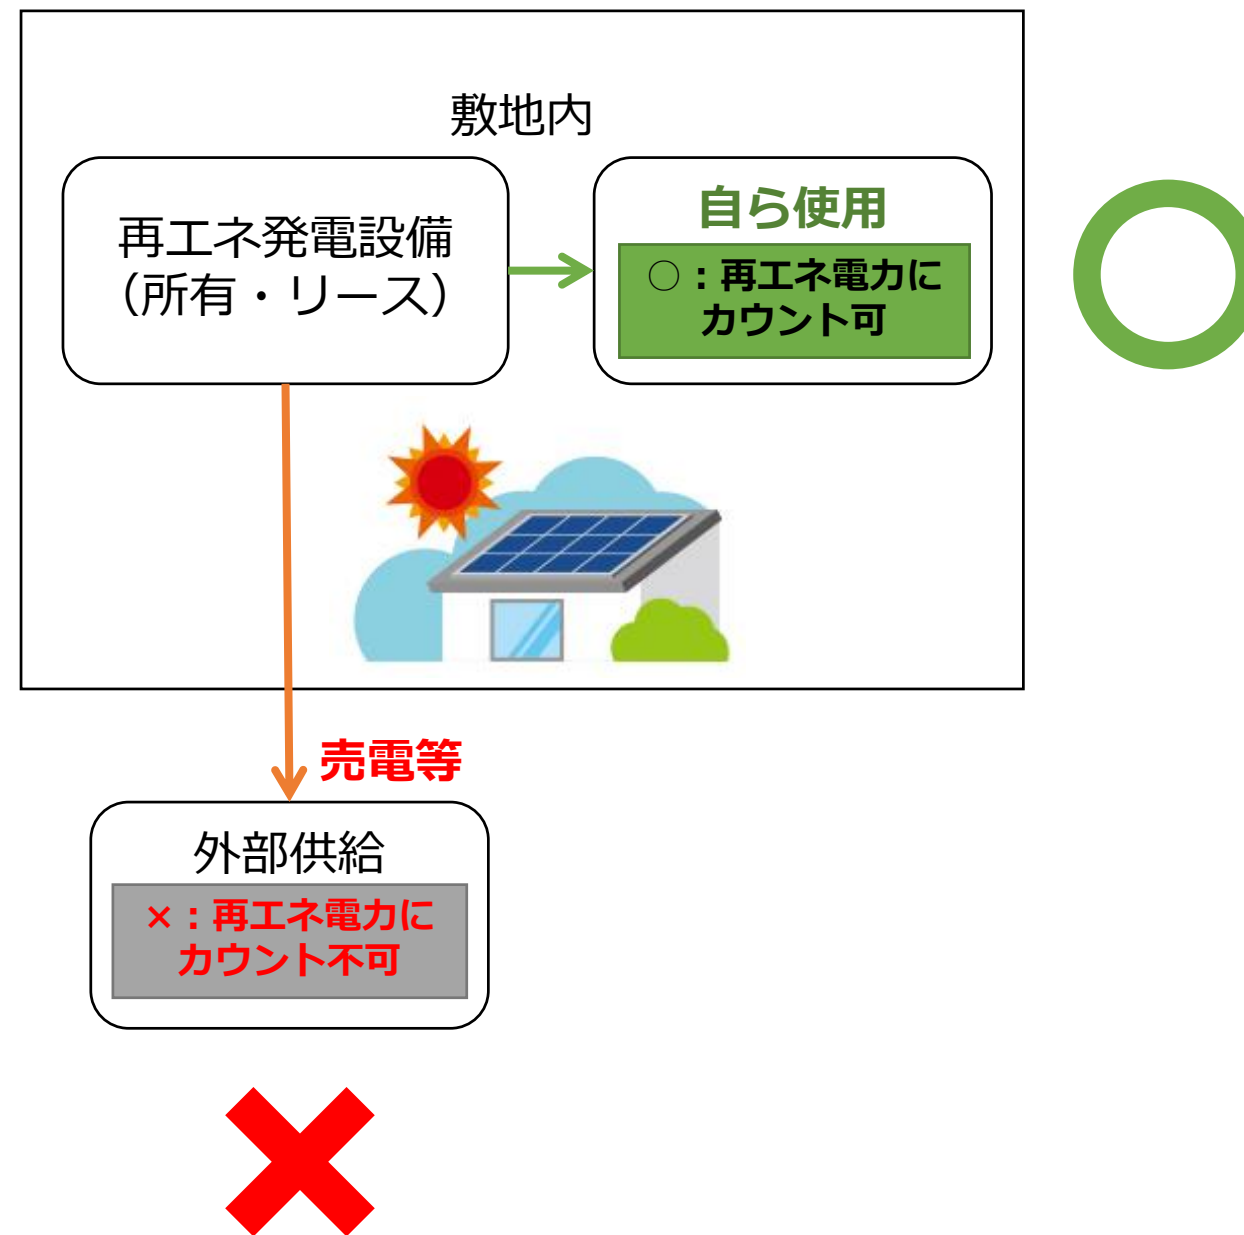 敷地内
再エネ発電設備
（所有・リース）
自ら使用
○：再エネ電力に
カウント可
売電等
外部供給
×：再エネ電力に
カウント不可